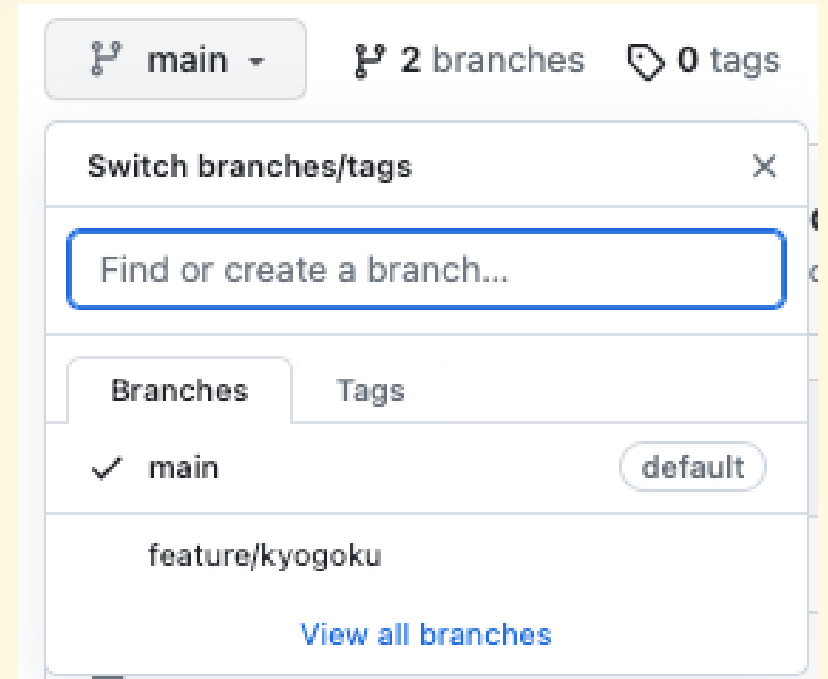 main
2 branches
0 tags
Switch branches/tags
Find or create a branch...
Branches
Tags
main
default
feature/kyogoku
View all branches